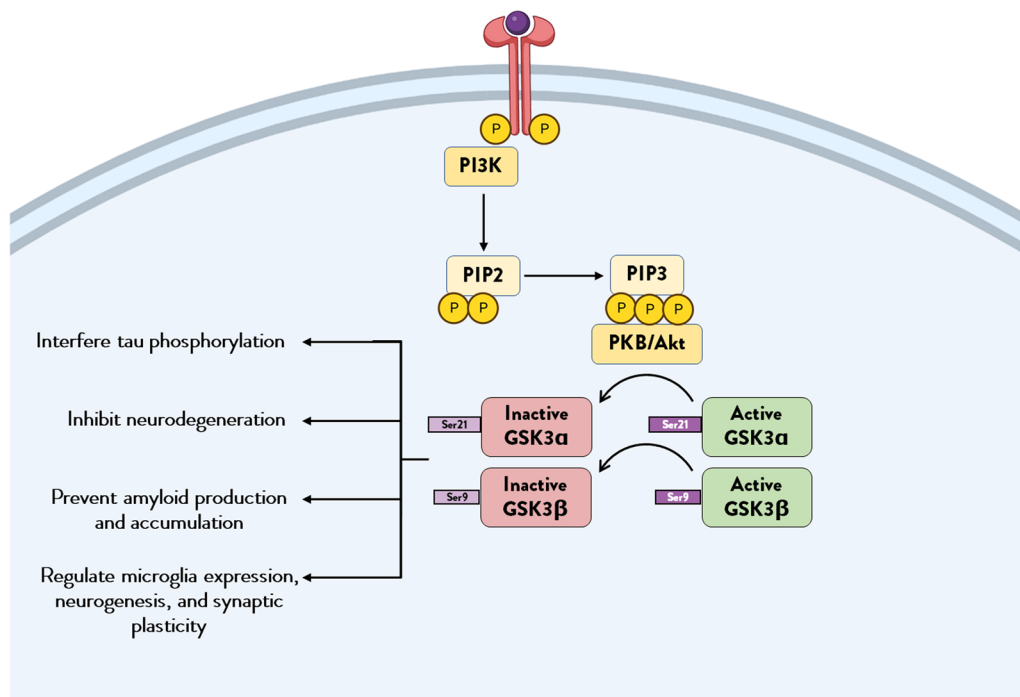 P
P
PI3K
PIP2
PIP3
P
P
P
P
P
PKB/Akt
Interfere tau phosphorylation
Inhibit neurodegeneration
Prevent amyloid production
and accumulation
Regulate microglia expression,
neurogenesis, and synaptic
plasticity
Ser21
Inactive
GSK3α
Ser21
Active
GSK3α
Ser9
Inactive
GSK3β
Ser9
Active
GSK3β